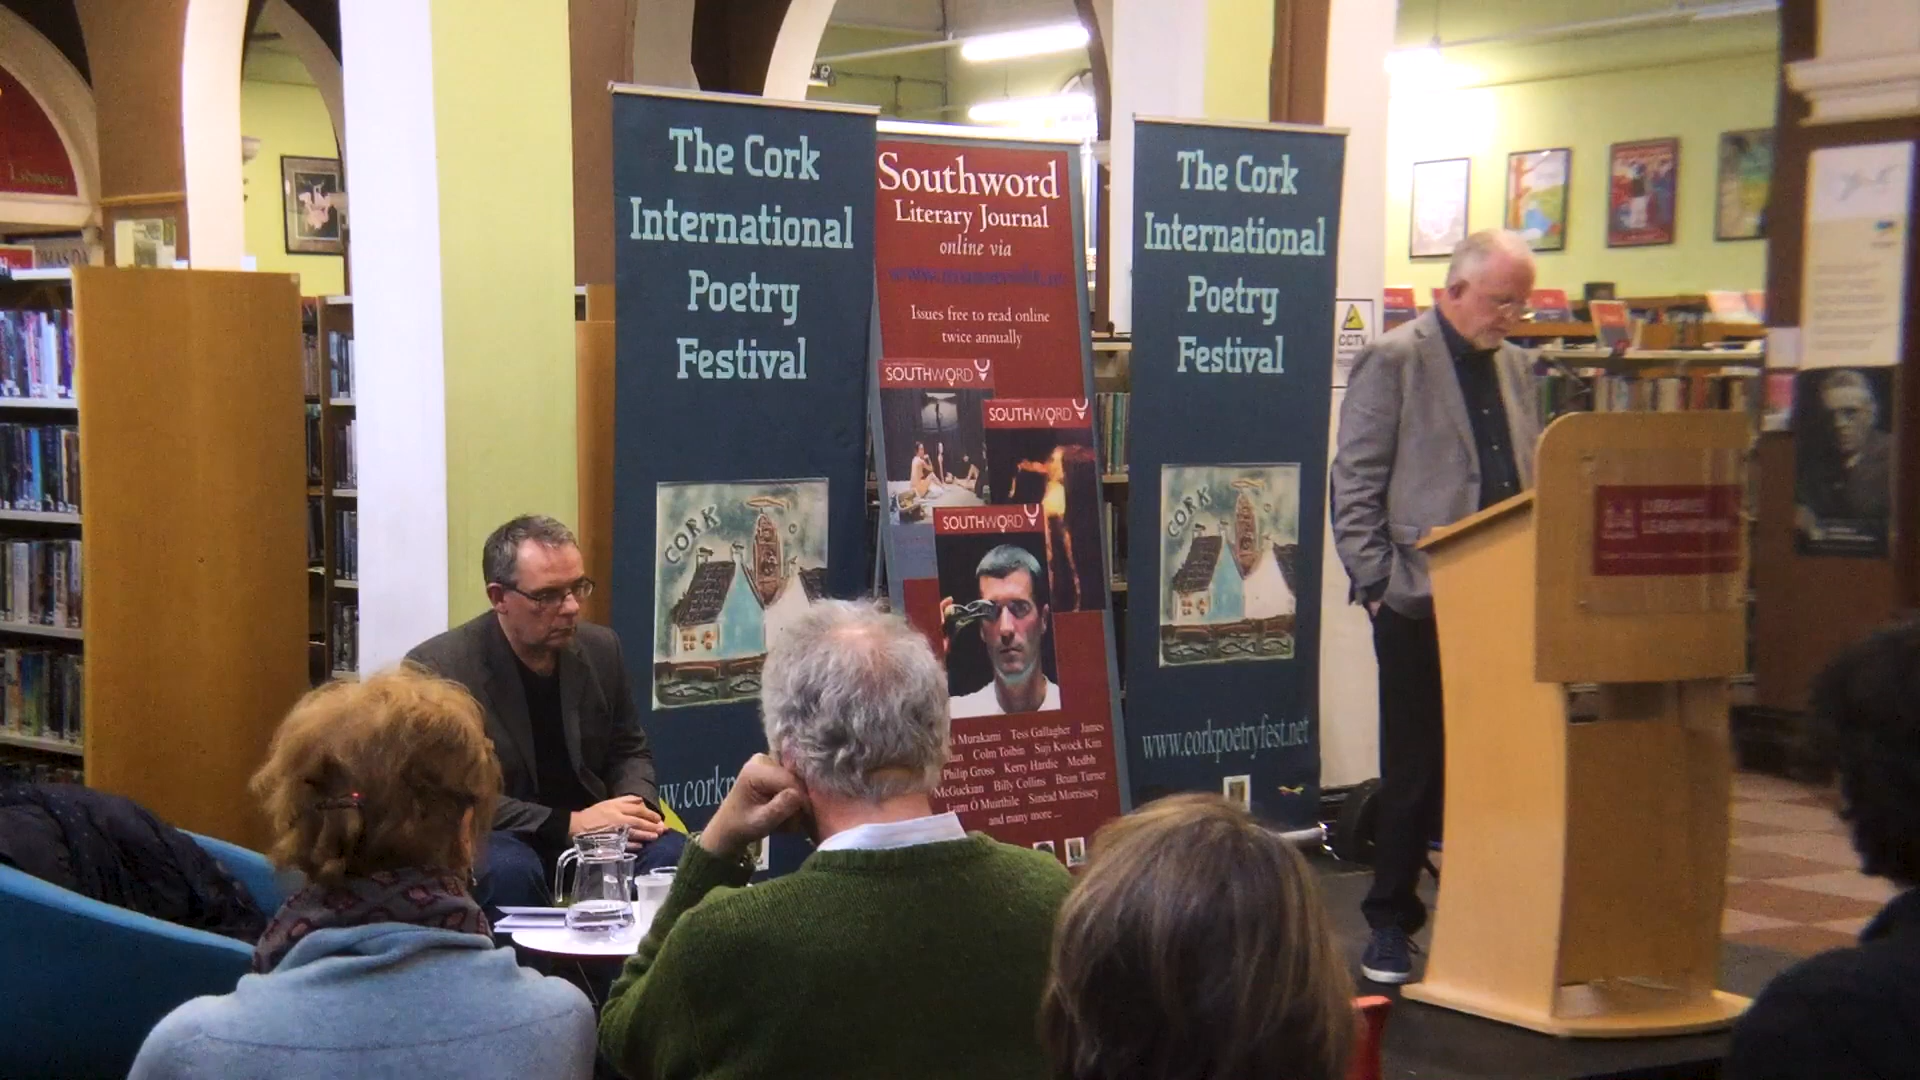 The Cork
International
Poetry
Festival
CORK
Southword
Literary Journal
online via
Issues free to read online
twice annually
SOUTHWORD
SOUTHWORD
SOUTHWORD
Murakami Tess Gallagher James
Colm Toibin Suji Kwock Kim
Philip Gross Kerry Hardie Medbh
McGuckian Billy Collins Brian Turner
Liam Ó Muirthile Sinéad Morrissey
and many more ...
The Cork
International
Poetry
Festival
CORK
www.corkpoetryfest.net
CCTV
LIBRARIES